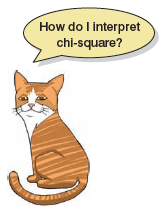 How do I interpret
chi-square?